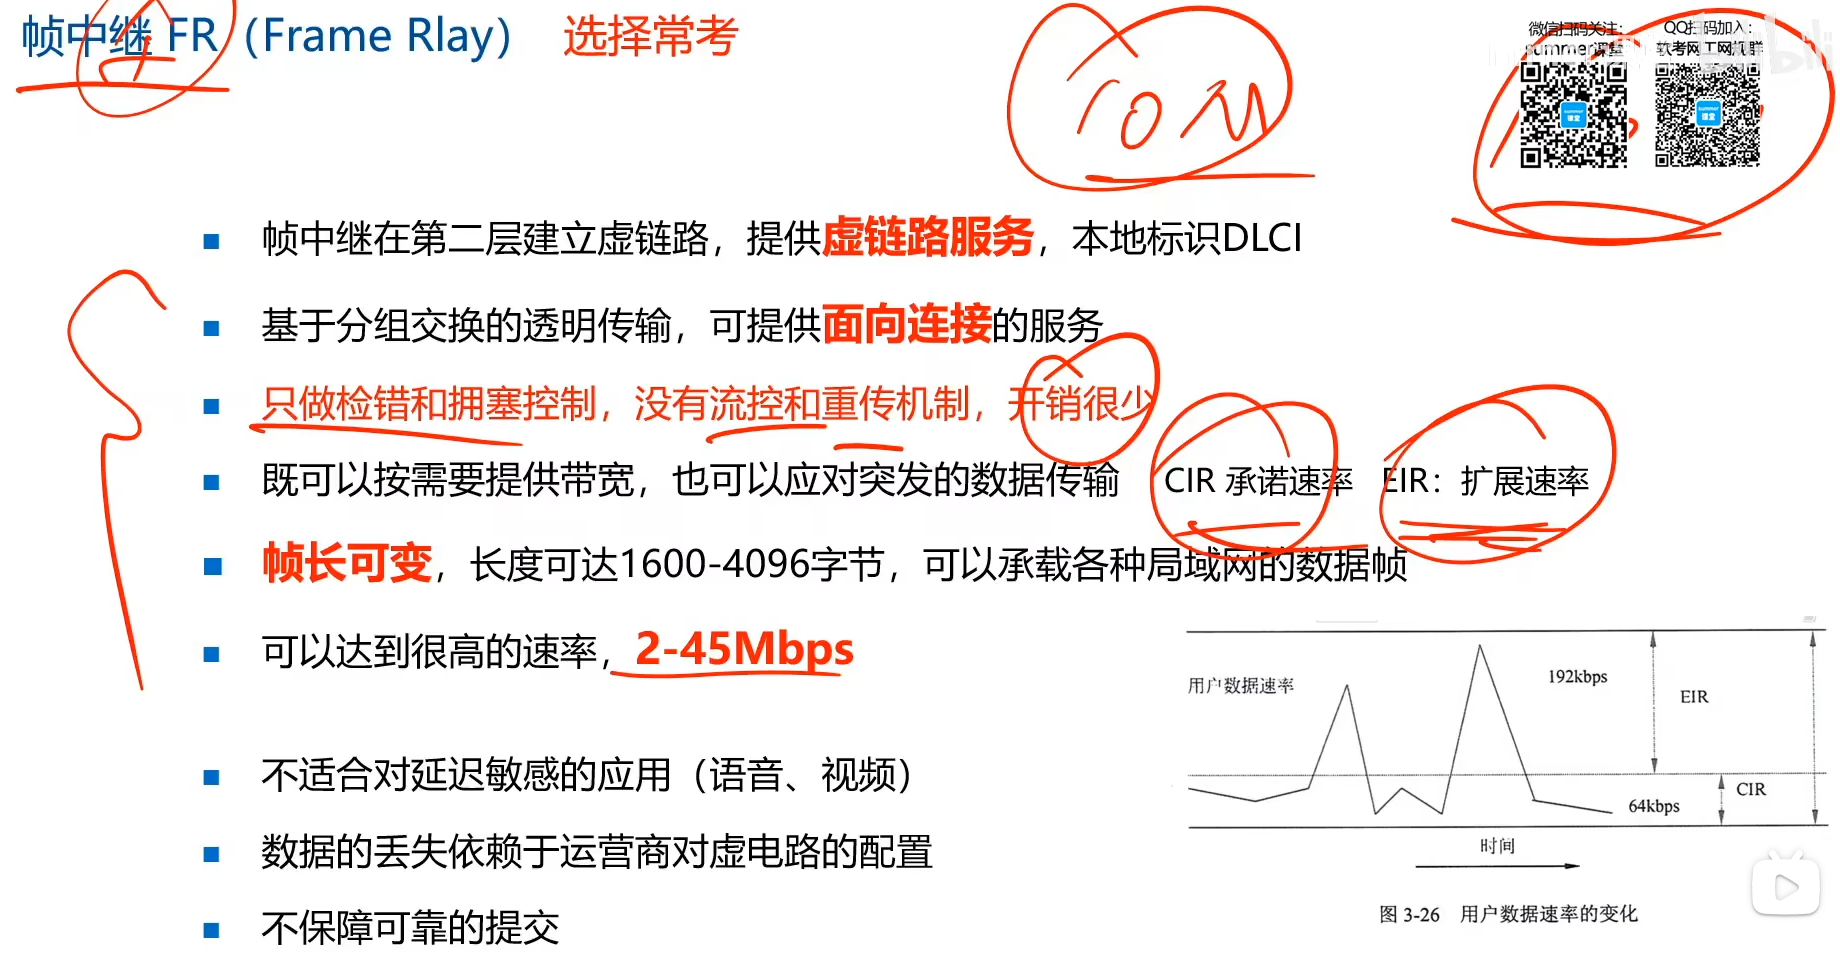 帧中继 FR（Frame Rlay） 选择常考
10M
微信扫码关注：
summer课堂
QQ扫码加入：
软考网工网规群
bilibili
summer
课堂
summer
课堂
帧中继在第二层建立虚链路，提供虚链路服务，本地标识DLCI
基于分组交换的透明传输，可提供面向连接的服务
只做检错和拥塞控制，没有流控和重传机制，开销很少
既可以按需要提供带宽，也可以应对突发的数据传输 CIR 承诺速率 EIR：扩展速率
帧长可变，长度可达1600-4096字节，可以承载各种局域网的数据帧
可以达到很高的速率，2-45Mbps
不适合对延迟敏感的应用（语音、视频）
数据的丢失依赖于运营商对虚电路的配置
不保障可靠的提交
用户数据速率
192kbps
EIR
CIR
64kbps
时间
图 3-26 用户数据速率的变化